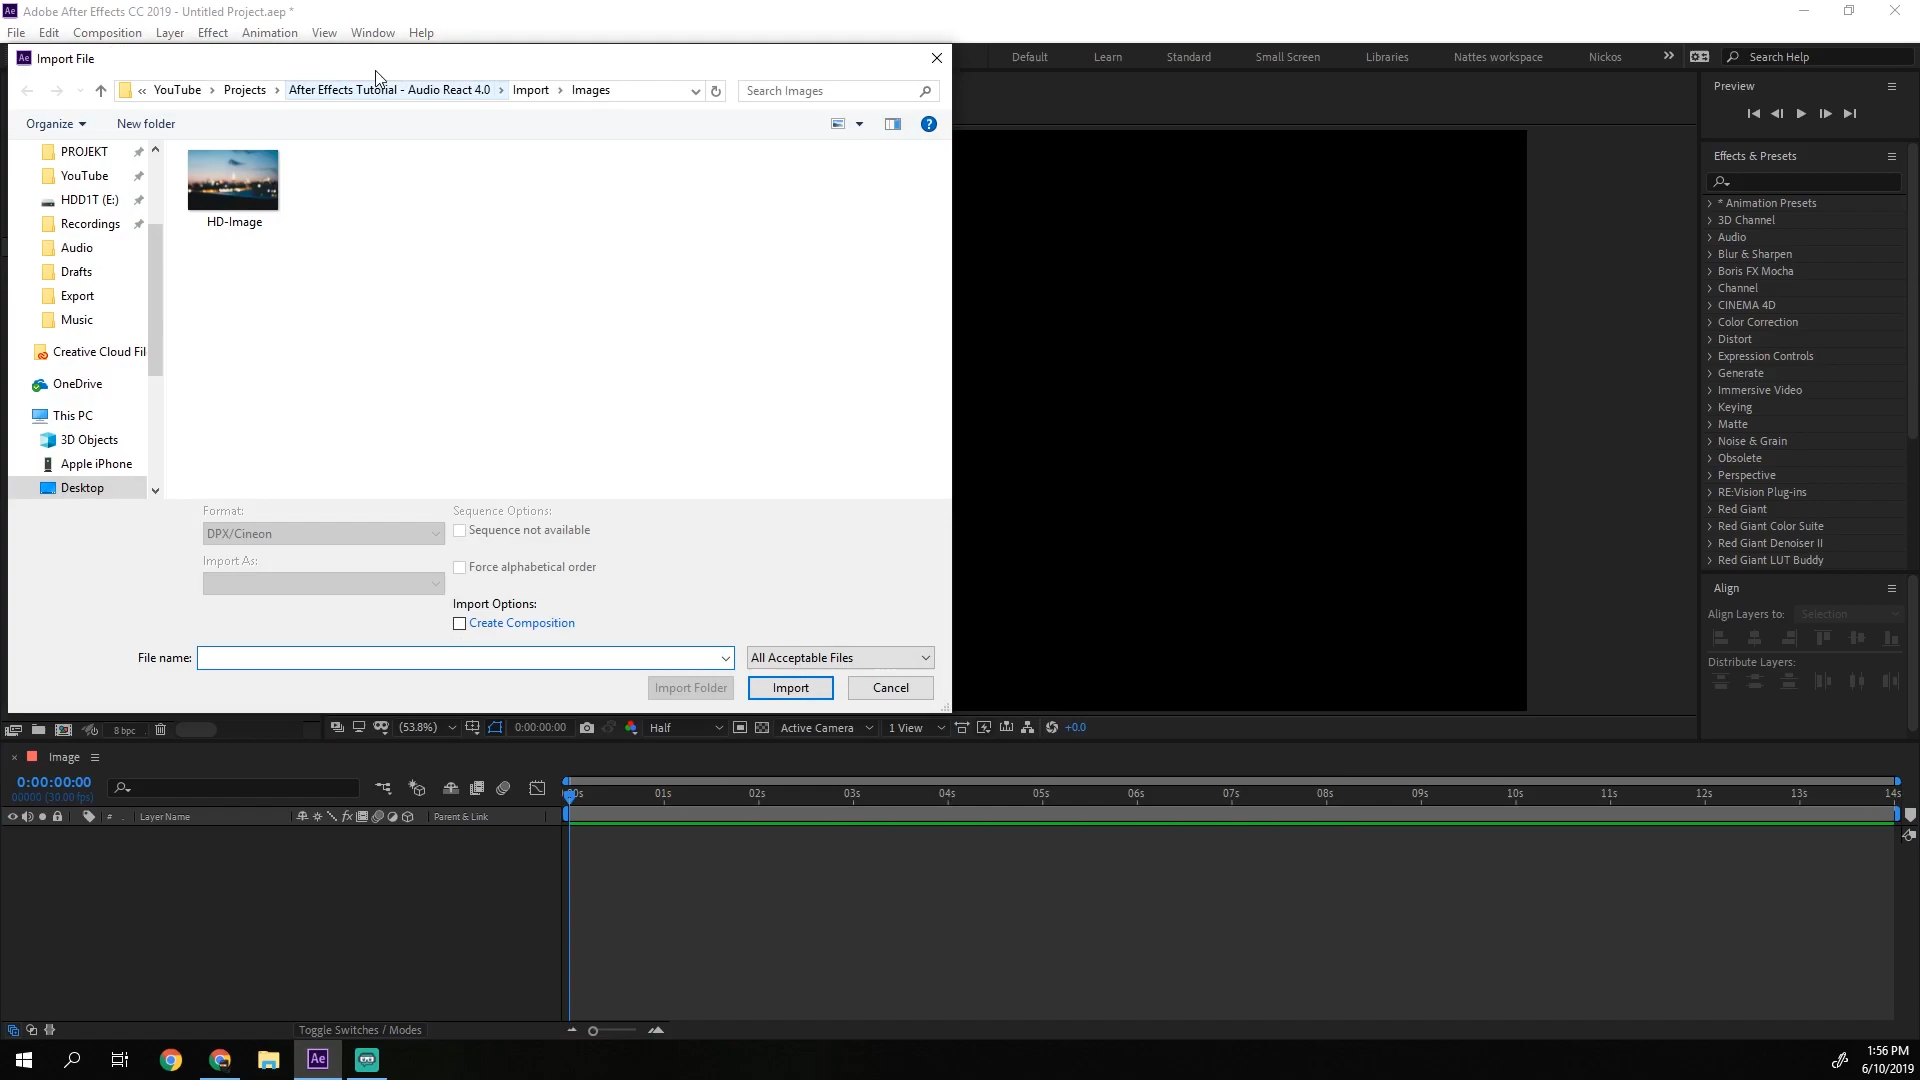 Adobe After Effects CC 2019 - Untitled Project.aep *
File Edit Composition Layer Effect Animation View Window Help
Import File
« YouTube > Projects > After Effects Tutorial - Audio React 4.0 > Import > Images
Search Images
Default Learn Standard Small Screen Libraries Nattes workspace Nickos
Search Help
Organize New folder
PROJEKT
YouTube
HDD1T (E:)
Recordings
Audio
Drafts
Export
Music
Creative Cloud Fil
OneDrive
This PC
3D Objects
Apple iPhone
Desktop
HD-Image
Format:
DPX/Cineon
Import As:
Sequence Options:
Sequence not available
Force alphabetical order
Import Options:
Create Composition
File name:
All Acceptable Files
Import Folder Import Cancel
Preview
Effects & Presets
* Animation Presets
3D Channel
Audio
Blur & Sharpen
Boris FX Mocha
Channel
CINEMA 4D
Color Correction
Distort
Expression Controls
Generate
Immersive Video
Keying
Matte
Noise & Grain
Obsolete
Perspective
RE:Vision Plug-ins
Red Giant
Red Giant Color Suite
Red Giant Denoiser II
Red Giant LUT Buddy
Align
Align Layers to: Selection
Distribute Layers:
8 bpc
(53.8%) 0:00:00:00 Half Active Camera 1 View +0.0
Image
0:00:00:00
00000 (30.00 fps)
# Layer Name Parent & Link
00s 01s 02s 03s 04s 05s 06s 07s 08s 09s 10s 11s 12s 13s 14s
Toggle Switches / Modes
Ae
1:56 PM
6/10/2019